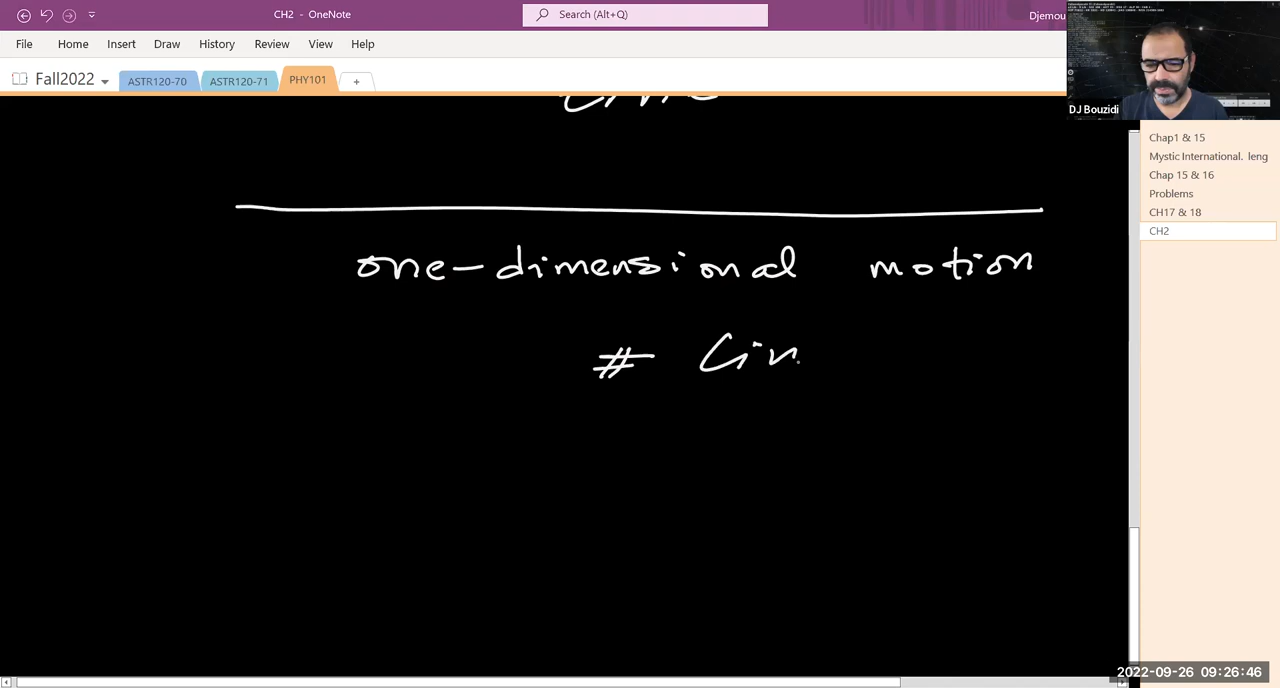 CH2 - OneNote
Search (Alt+Q)
Djemou
File Home Insert Draw History Review View Help
Fall2022 ASTR120-70 ASTR120-71 PHY101 +
DJ Bouzidi
Chap1 & 15
Mystic International. leng
Chap 15 & 16
Problems
CH17 & 18
CH2
one-dimensional motion
# Lin
2022-09-26 09:26:46